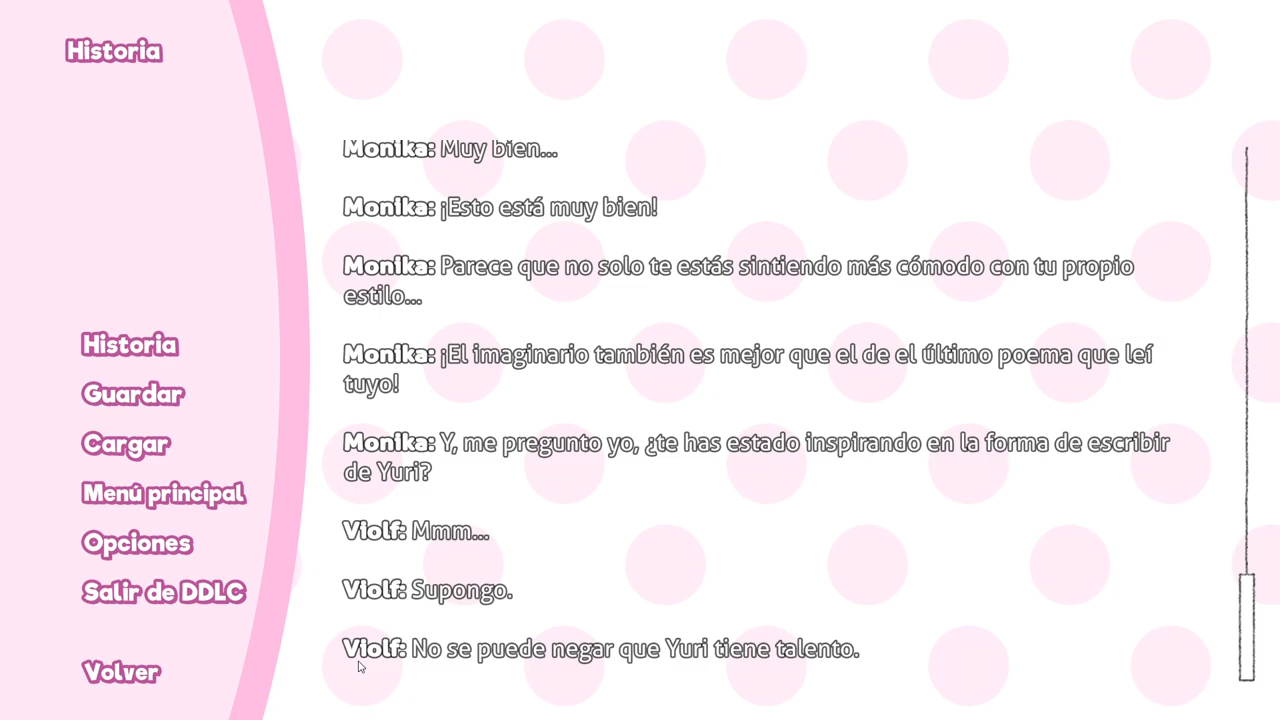 Historia
Monika: Muy bien...
Monika: ¡Esto está muy bien!
Monika: Parece que no solo te estás sintiendo más cómodo con tu propio
estilo...
Monika: ¡El imaginario también es mejor que el de el último poema que leí
tuyo!
Monika: Y, me pregunto yo, ¿te has estado inspirando en la forma de escribir
de Yuri?
Violf: Mmm...
Violf: Supongo.
Violf: No se puede negar que Yuri tiene talento.
Historia
Guardar
Cargar
Menú principal
Opciones
Salir de DDLC
Volver